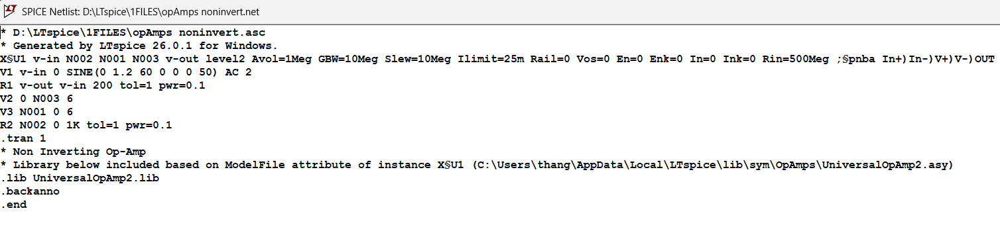 SPICE Netlist: D:\LTspice\1FILES\opAmps noninvert.net
* D:\LTspice\1FILES\opAmps noninvert.asc
* Generated by LTspice 26.0.1 for Windows.
X§U1 v-in N002 N001 N003 v-out level2 Avol=1Meg GBW=10Meg Slew=10Meg Ilimit=25m Rail=0 Vos=0 En=0 Enk=0 In=0 Ink=0 Rin=500Meg ;§pnba In+)In-)V+)V-)OUT
V1 v-in 0 SINE(0 1.2 60 0 0 0 50) AC 2
R1 v-out v-in 200 tol=1 pwr=0.1
V2 0 N003 6
V3 N001 0 6
R2 N002 0 1K tol=1 pwr=0.1
.tran 1
* Non Inverting Op-Amp
* Library below included based on ModelFile attribute of instance X§U1 (C:\Users\thang\AppData\Local\LTspice\lib\sym\OpAmps\UniversalOpAmp2.asy)
.lib UniversalOpAmp2.lib
.backanno
.end